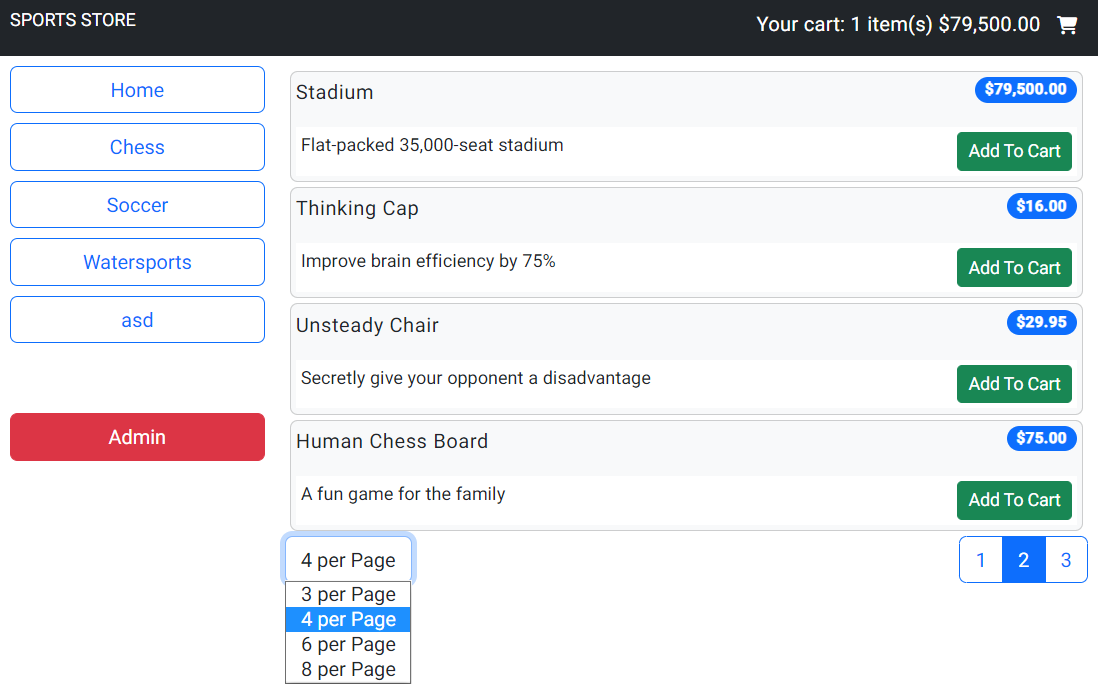 SPORTS STORE
Your cart: 1 item(s) $79,500.00
Home
Chess
Soccer
Watersports
asd
Admin
Stadium
$79,500.00
Flat-packed 35,000-seat stadium
Add To Cart
Thinking Cap
$16.00
Improve brain efficiency by 75%
Add To Cart
Unsteady Chair
$29.95
Secretly give your opponent a disadvantage
Add To Cart
Human Chess Board
$75.00
A fun game for the family
Add To Cart
4 per Page
1 2 3
3 per Page
4 per Page
6 per Page
8 per Page